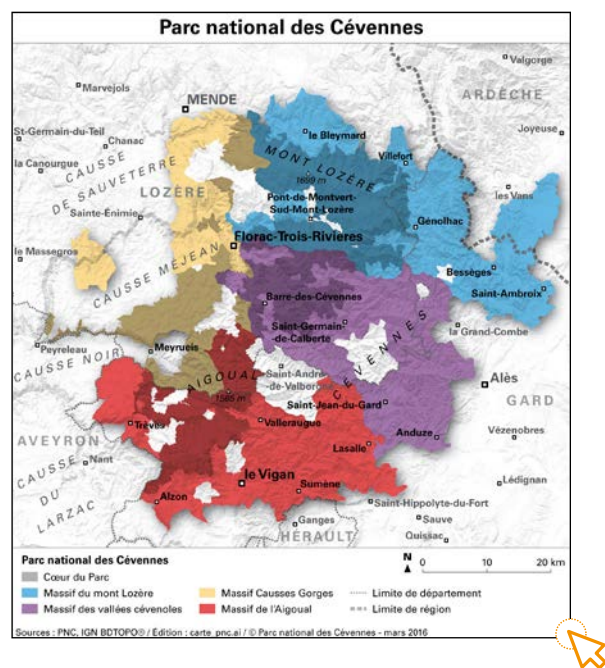 Parc national des Cévennes
Valgorge
Marvejols
ARDÈCHE
MENDE
St-Germain-du-Teil
Chanac
le Bleymard
Joyeuse
la Canourgue
CAUSSE
DE SAUVETERRE
MONT LOZÈRE
Villefort
1699 m
LOZÈRE
Pont-de-Montvert-
Sud-Mont-Lozère
les Vans
Sainte-Énimie
Génolhac
Florac-Trois-Rivieres
le Massegros
CAUSSE MÉJEAN
Bessèges
Saint-Ambroix
Barre-des-Cévennes
Saint-Germain
-de-Calberte
CÉVENNES
la Grand-Combe
Peyreleau
Meyrueis
CAUSSE NOIR
AIGOUAL
Saint-André
-de-Valborgne
Alès
1565 m
Saint-Jean-du-Gard
GARD
Trèves
Valleraugue
Anduze
Vézenobres
AVEYRON
Nant
Lasalle
CAUSSE
DU
LARZAC
le Vigan
Sumène
Lédignan
Alzon
Saint-Hippolyte-du-Fort
Ganges
Sauve
HÉRAULT
Quissac
Parc national des Cévennes
N
0 10 20 km
Cœur du Parc
Massif du mont Lozère
Massif Causses Gorges
Limite de département
Massif des vallées cévenoles
Massif de l'Aigoual
Limite de région
Sources : PNC, IGN BDTOPO® / Édition : carte_pnc.ai / © Parc national des Cévennes - mars 2016